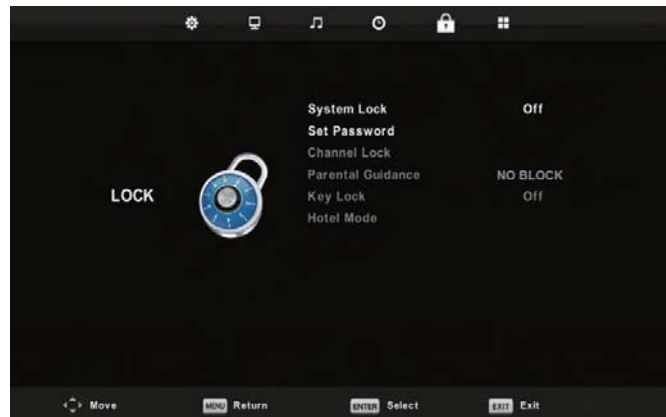 System Lock Off
Set Password
Channel Lock
Parental Guidance NO BLOCK
LOCK
Key Lock Off
Hotel Mode
Move MENU Return ENTER Select EXIT Exit